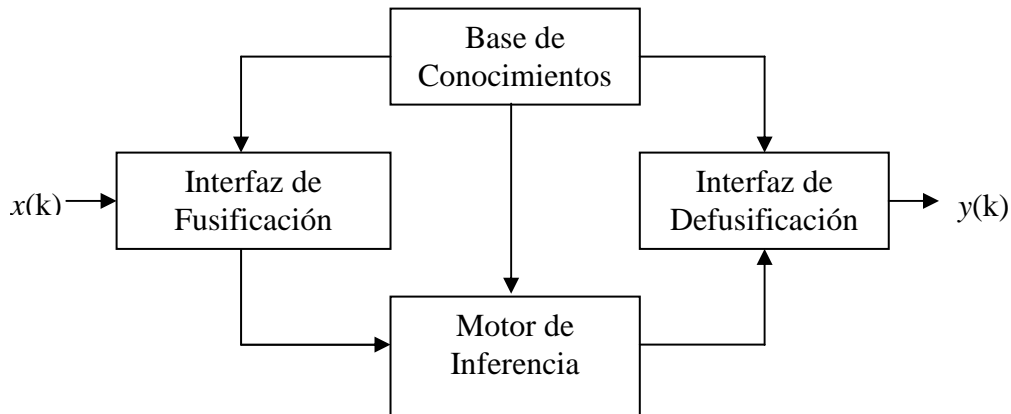 Base de
Conocimientos
Interfaz de
Fusificación
Interfaz de
Defusificación
x(k)
y(k)
Motor de
Inferencia